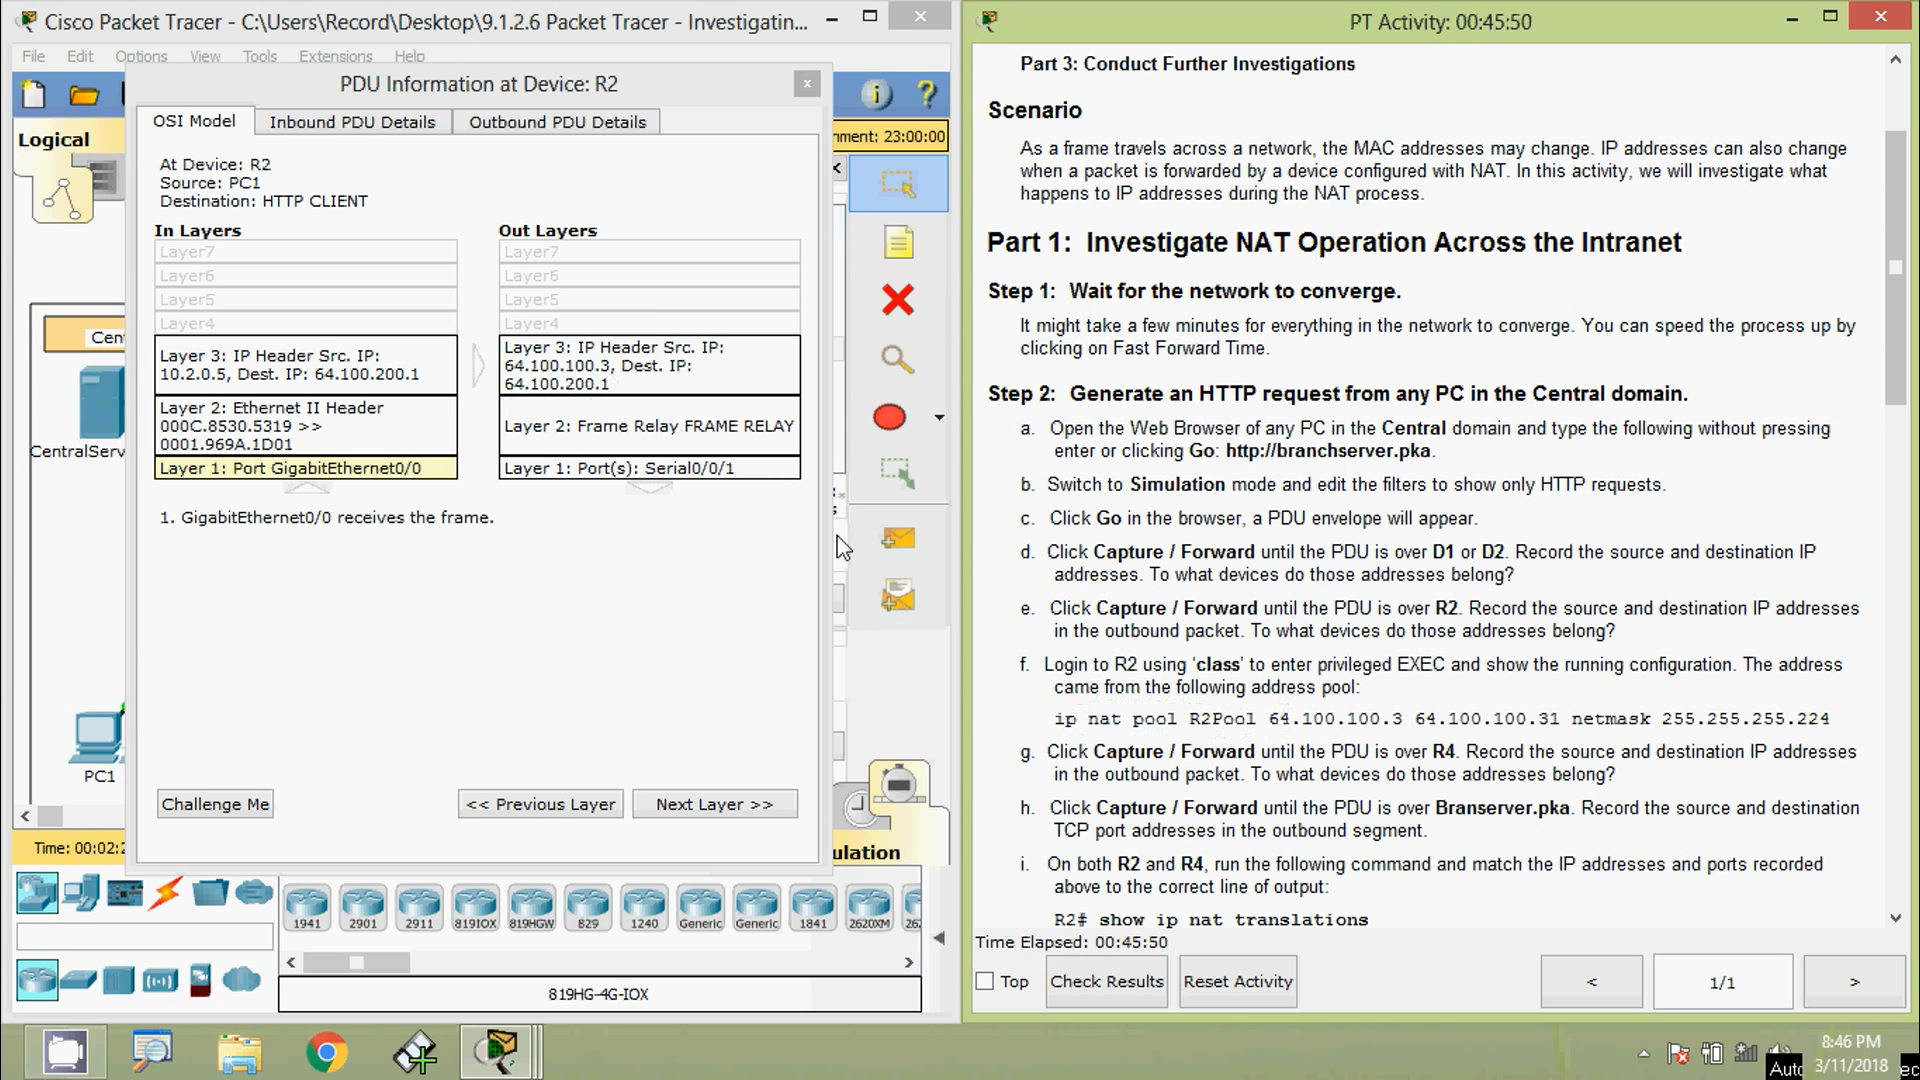 Cisco Packet Tracer - C:\Users\Record\Desktop\9.1.2.6 Packet Tracer - Investigatin...
File Edit Options View Tools Extensions Help
PDU Information at Device: R2
OSI Model
Inbound PDU Details
Outbound PDU Details
Logical
nment: 23:00:00
At Device: R2
Source: PC1
Destination: HTTP CLIENT
In Layers
Layer7
Layer6
Layer5
Layer4
Layer 3: IP Header Src. IP:
10.2.0.5, Dest. IP: 64.100.200.1
Layer 2: Ethernet II Header
000C.8530.5319 >>
0001.969A.1D01
Layer 1: Port GigabitEthernet0/0
Out Layers
Layer7
Layer6
Layer5
Layer4
Layer 3: IP Header Src. IP:
64.100.100.3, Dest. IP:
64.100.200.1
Layer 2: Frame Relay FRAME RELAY
Layer 1: Port(s): Serial0/0/1
1. GigabitEthernet0/0 receives the frame.
Challenge Me
<< Previous Layer
Next Layer >>
Cen
CentralServ
PC1
Time: 00:02:2
ulation
1941 2901 2911 819IOX 819HGW 829 1240 Generic Generic 1841 2620XM 262
819HG-4G-IOX
PT Activity: 00:45:50
Part 3: Conduct Further Investigations
Scenario
As a frame travels across a network, the MAC addresses may change. IP addresses can also change
when a packet is forwarded by a device configured with NAT. In this activity, we will investigate what
happens to IP addresses during the NAT process.
Part 1: Investigate NAT Operation Across the Intranet
Step 1: Wait for the network to converge.
It might take a few minutes for everything in the network to converge. You can speed the process up by
clicking on Fast Forward Time.
Step 2: Generate an HTTP request from any PC in the Central domain.
a. Open the Web Browser of any PC in the Central domain and type the following without pressing
enter or clicking Go: http://branchserver.pka.
b. Switch to Simulation mode and edit the filters to show only HTTP requests.
c. Click Go in the browser, a PDU envelope will appear.
d. Click Capture / Forward until the PDU is over D1 or D2. Record the source and destination IP
addresses. To what devices do those addresses belong?
e. Click Capture / Forward until the PDU is over R2. Record the source and destination IP addresses
in the outbound packet. To what devices do those addresses belong?
f. Login to R2 using ‘class’ to enter privileged EXEC and show the running configuration. The address
came from the following address pool:
ip nat pool R2Pool 64.100.100.3 64.100.100.31 netmask 255.255.255.224
g. Click Capture / Forward until the PDU is over R4. Record the source and destination IP addresses
in the outbound packet. To what devices do those addresses belong?
h. Click Capture / Forward until the PDU is over Branserver.pka. Record the source and destination
TCP port addresses in the outbound segment.
i. On both R2 and R4, run the following command and match the IP addresses and ports recorded
above to the correct line of output:
R2# show ip nat translations
Time Elapsed: 00:45:50
Top
Check Results
Reset Activity
<
1/1
>
8:46 PM
3/11/2018
Auto
ec